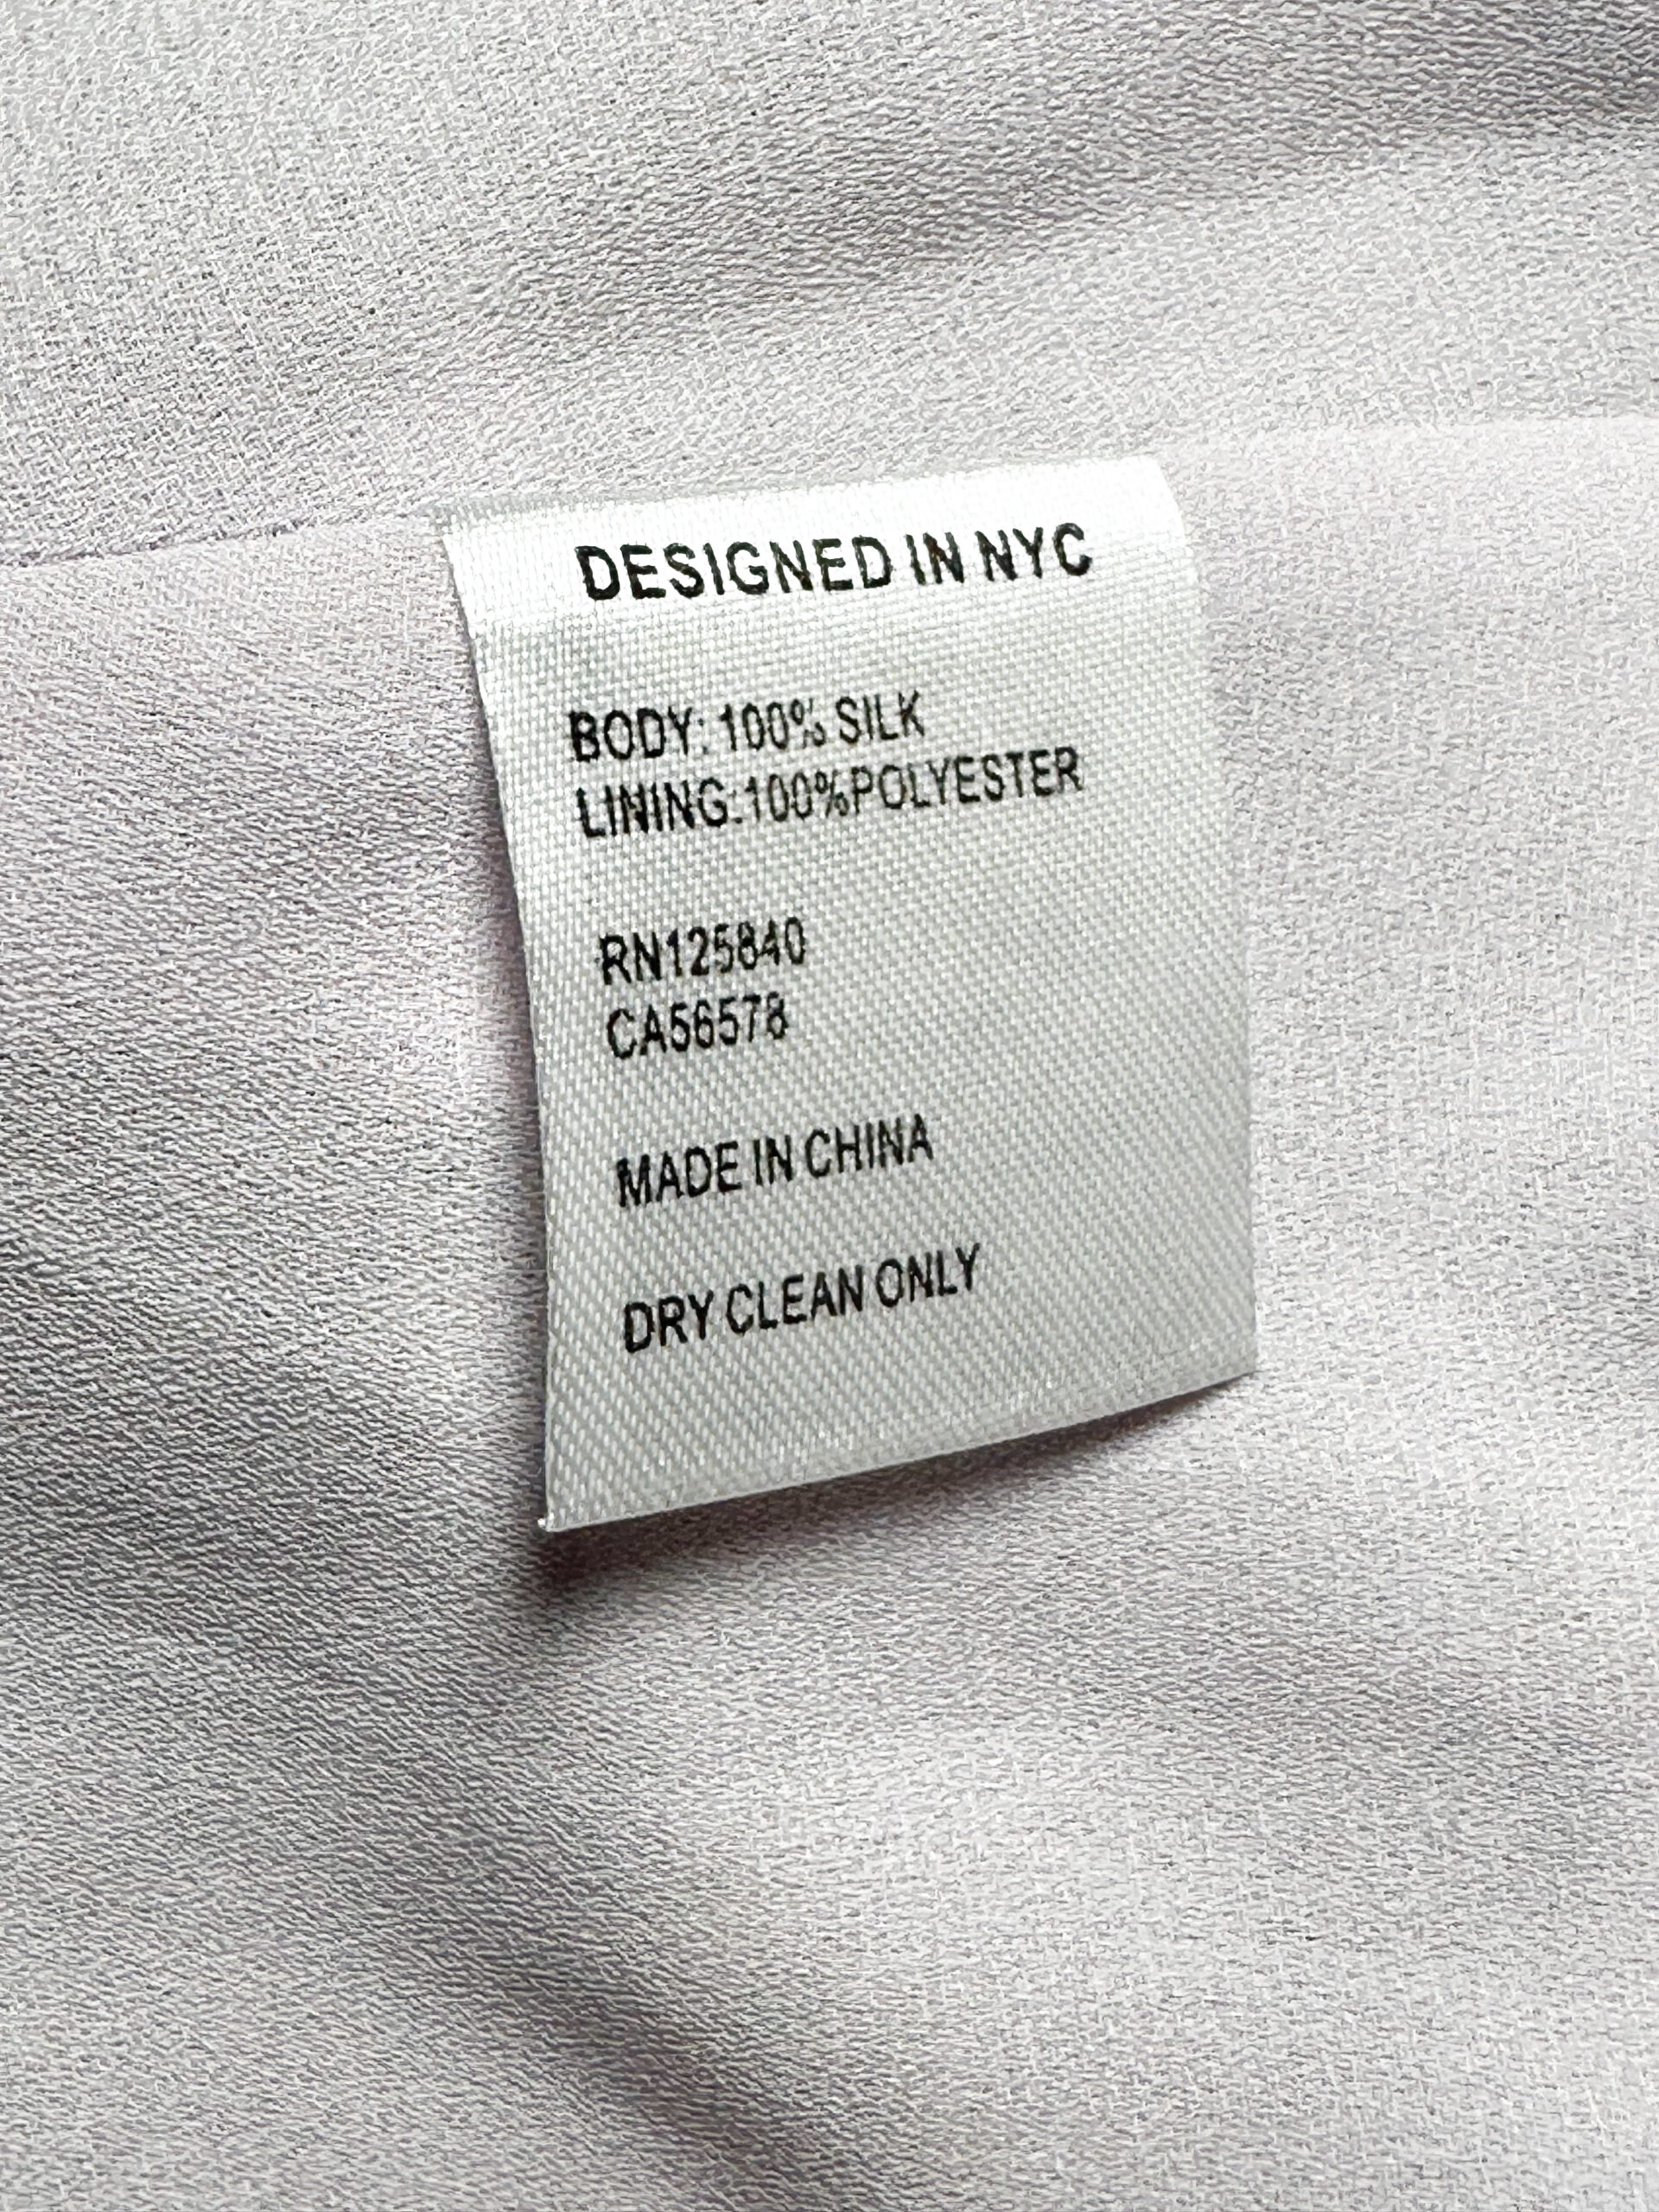 DESIGNED IN NYC
BODY: 100% SILK
LINING:100%POLYESTER
RN125840
CA56578
MADE IN CHINA
DRY CLEAN ONLY